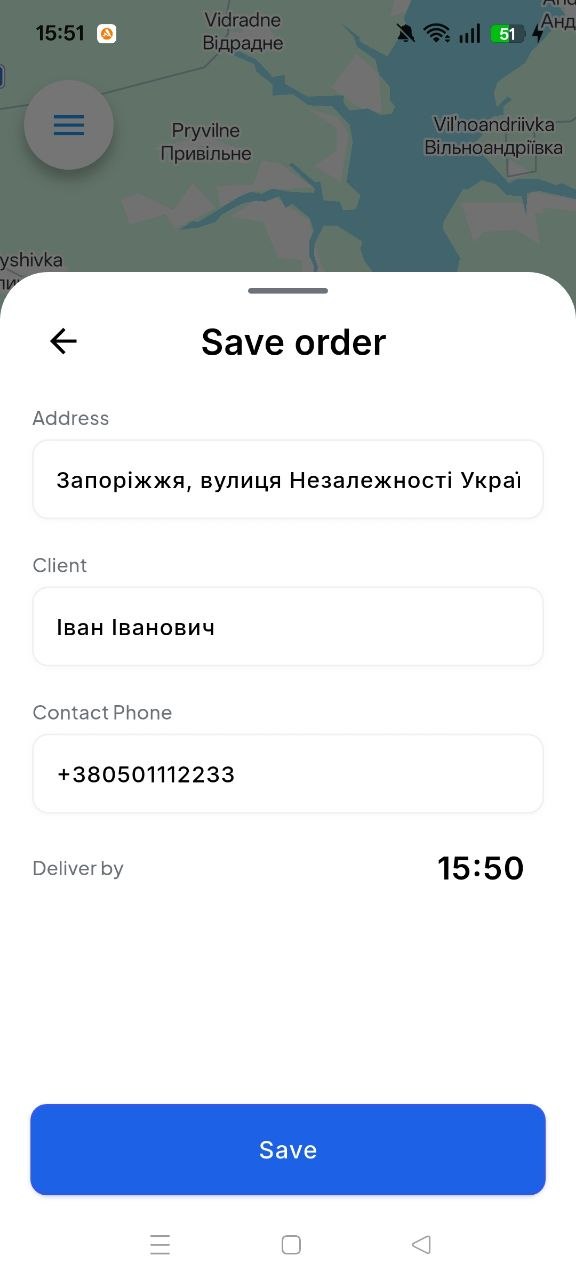 15:51
51
Vidradne
Відрадне
Pryvilne
Привільне
Vil'noandriivka
Вільноандріївка
yshivka
Save order
Address
Запоріжжя, вулиця Незалежності Украї
Client
Іван Іванович
Contact Phone
+380501112233
Deliver by
15:50
Save